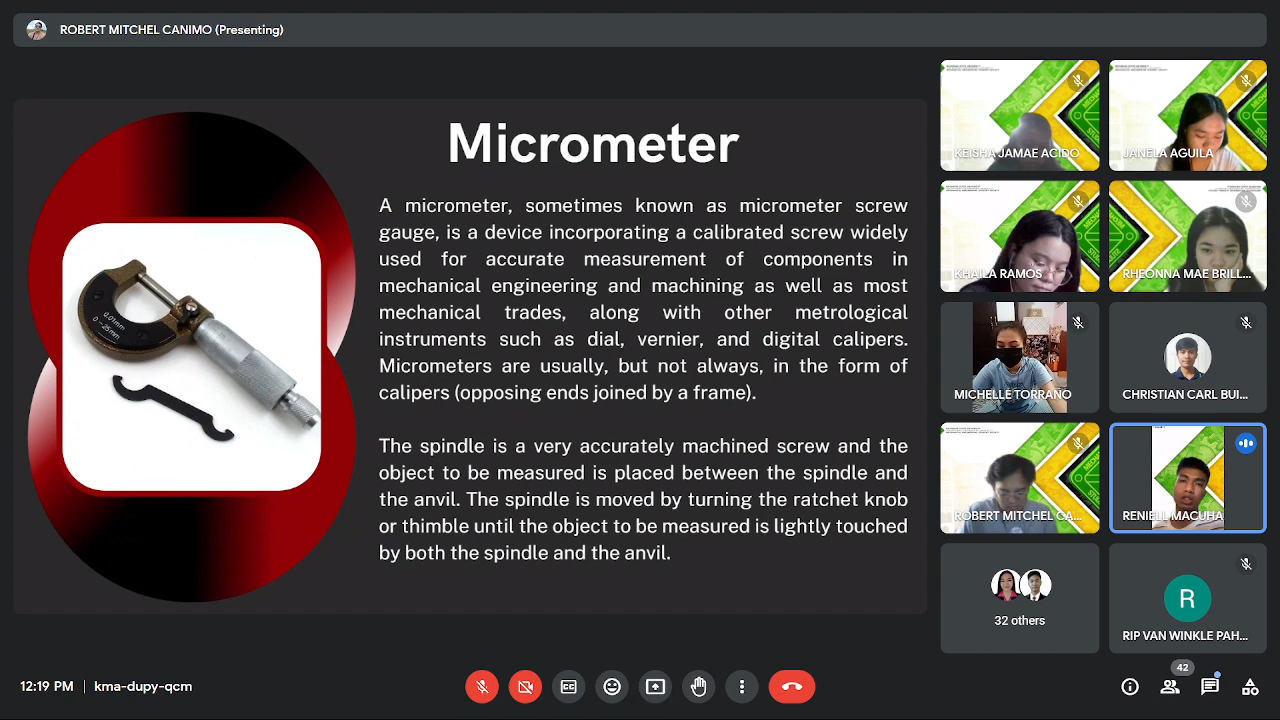 ROBERT MITCHEL CANIMO (Presenting)
Micrometer
A micrometer, sometimes known as micrometer screw
gauge, is a device incorporating a calibrated screw widely
used for accurate measurement of components in
mechanical engineering and machining as well as most
mechanical trades, along with other metrological
instruments such as dial, vernier, and digital calipers.
Micrometers are usually, but not always, in the form of
calipers (opposing ends joined by a frame).
The spindle is a very accurately machined screw and the
object to be measured is placed between the spindle and
the anvil. The spindle is moved by turning the ratchet knob
or thimble until the object to be measured is lightly touched
by both the spindle and the anvil.
0.01mm
0-25mm
KEISHA JAMAE ACIDO
JANELA AGUILA
KHAILA RAMOS
RHEONNA MAE BRILL...
MICHELLE TORRANO
CHRISTIAN CARL BUI...
ROBERT MITCHEL CA...
RENIELL MACUHA
32 others
R
RIP VAN WINKLE PAH...
12:19 PM
kma-dupy-qcm
42